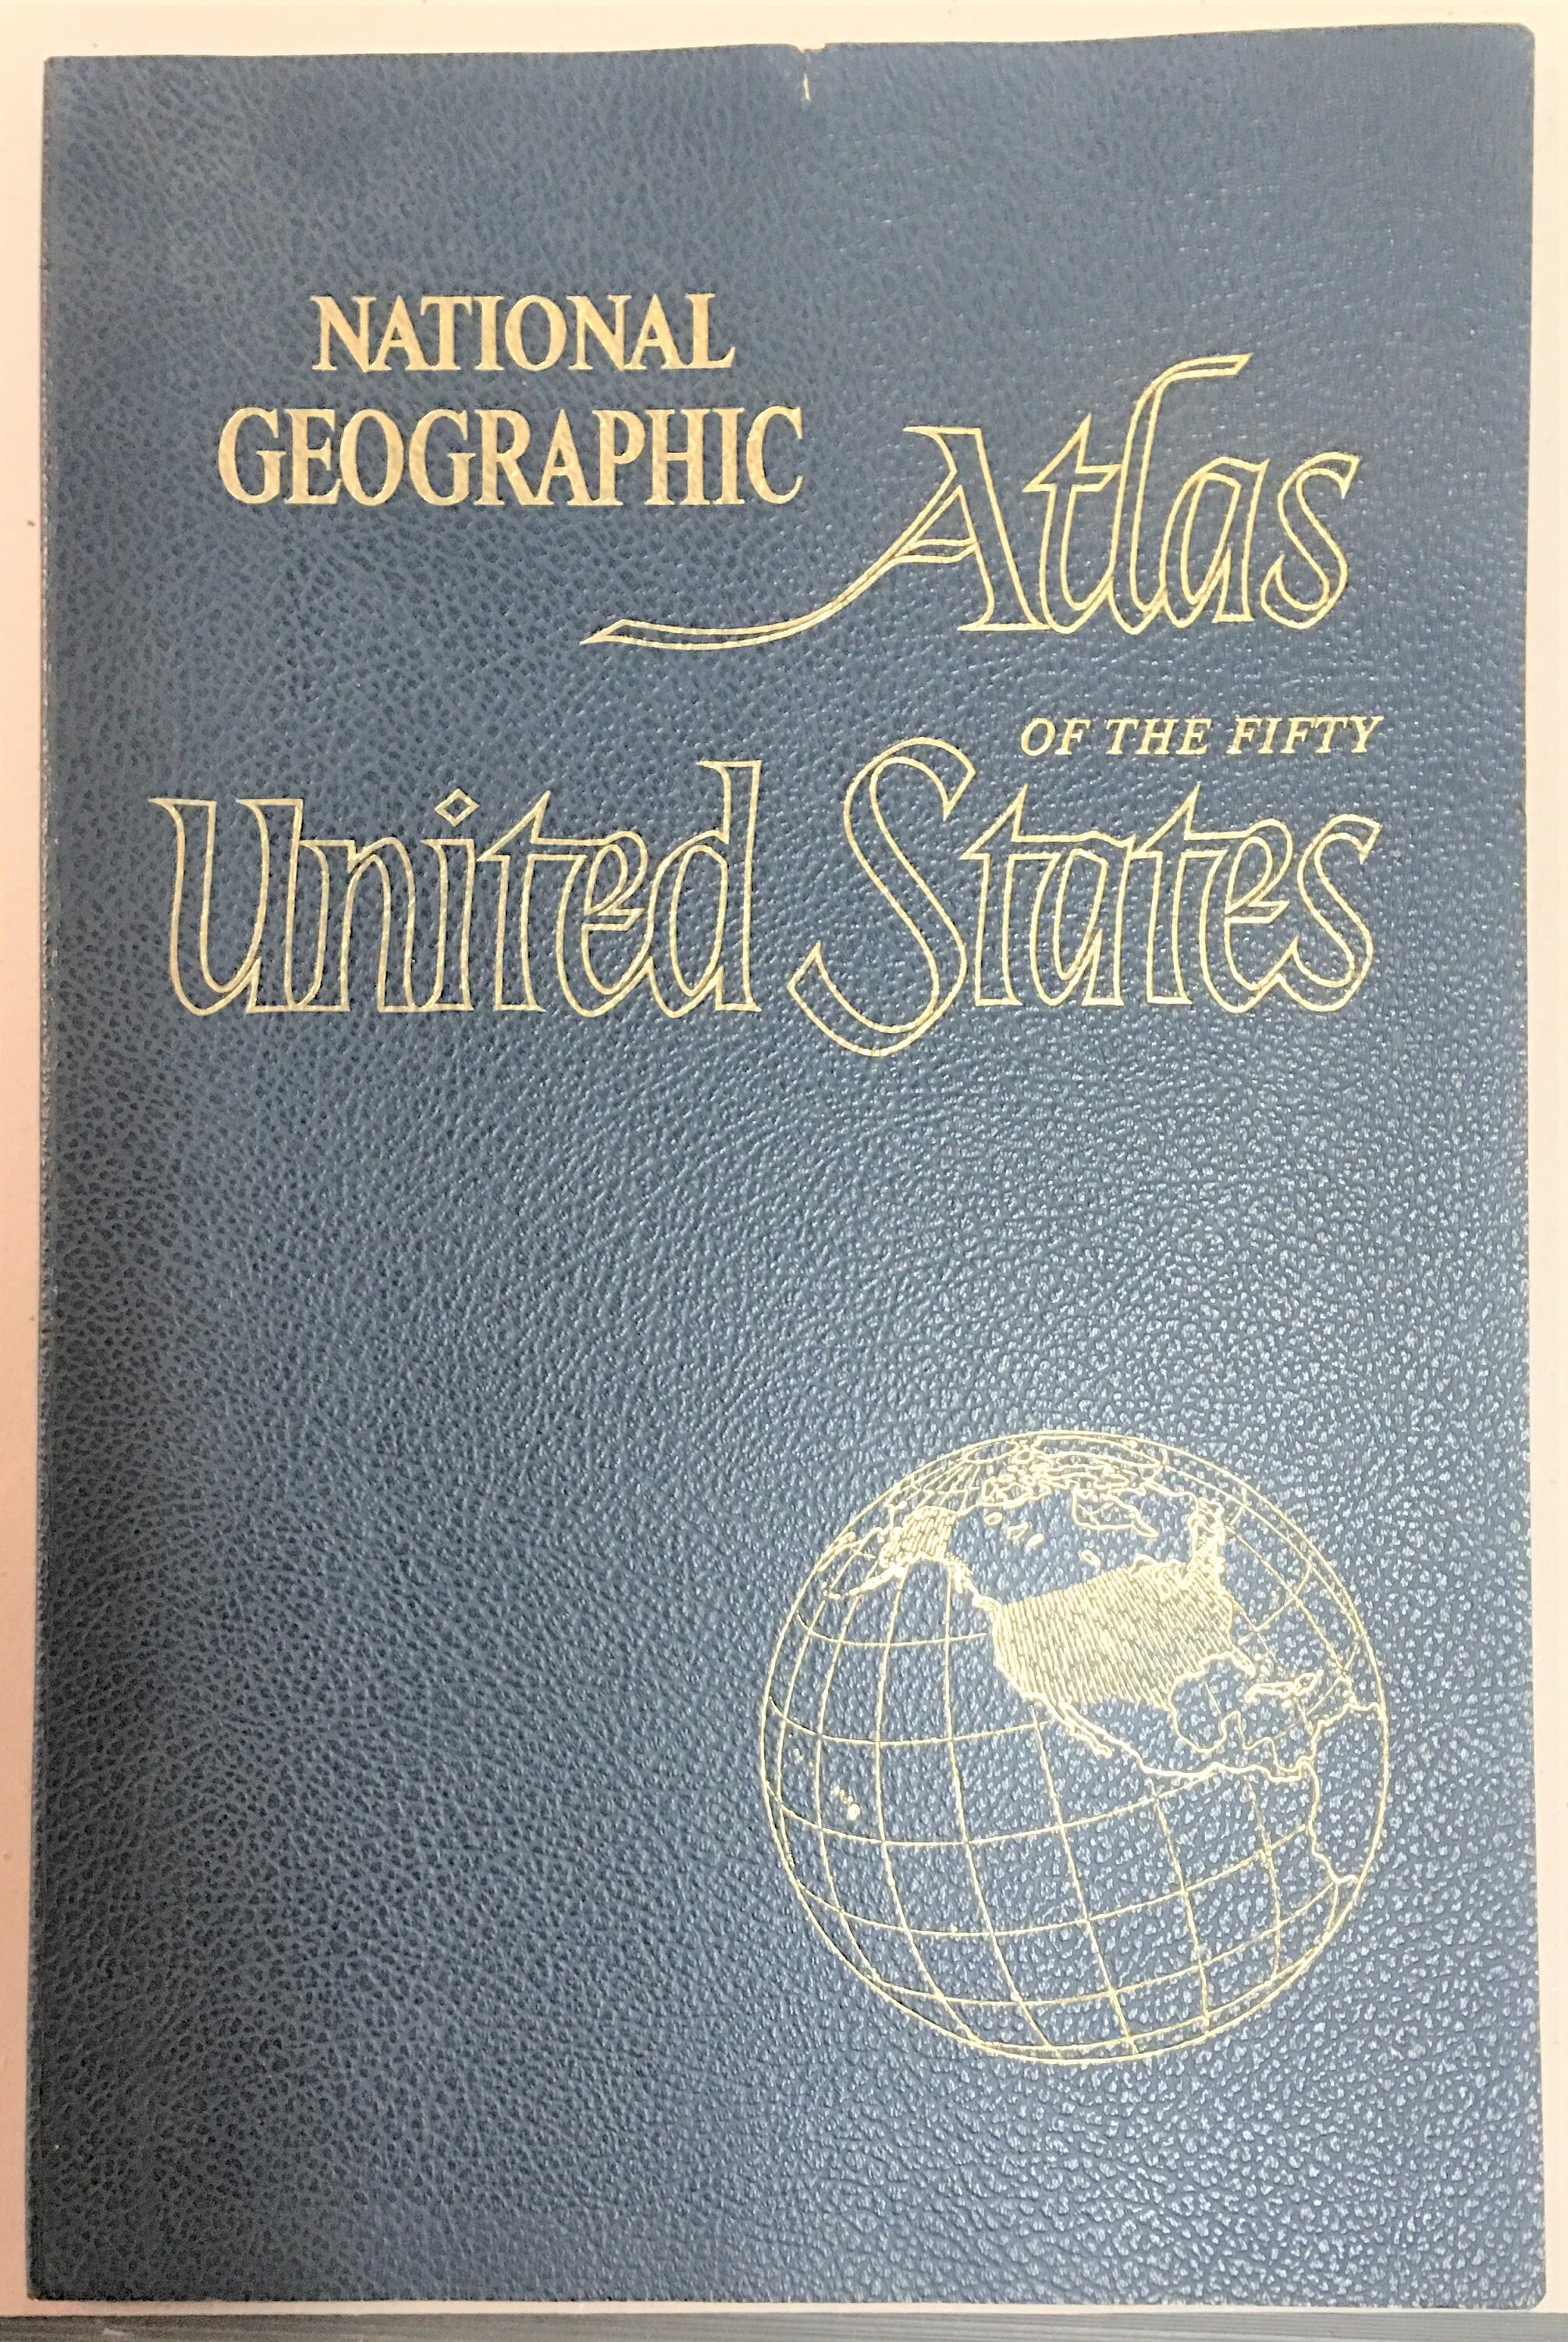 NATIONAL
GEOGRAPHIC
Atlas
OF THE FIFTY
United States